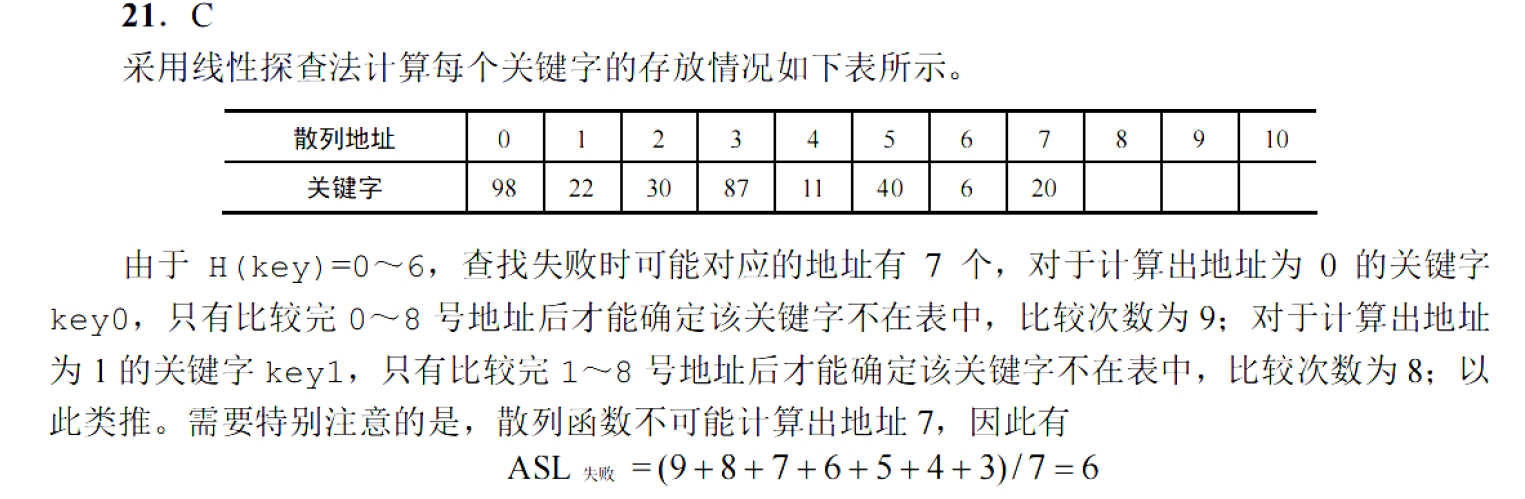 21．C
采用线性探查法计算每个关键字的存放情况如下表所示。
散列地址 0 1 2 3 4 5 6 7 8 9 10
关键字 98 22 30 87 11 40 6 20
由于 H(key)=0～6，查找失败时可能对应的地址有 7 个，对于计算出地址为 0 的关键字
key0，只有比较完 0～8 号地址后才能确定该关键字不在表中，比较次数为 9；对于计算出地址
为 1 的关键字 key1，只有比较完 1～8 号地址后才能确定该关键字不在表中，比较次数为 8；以
此类推。需要特别注意的是，散列函数不可能计算出地址 7，因此有
ASL 失败 =(9+8+7+6+5+4+3)/7=6